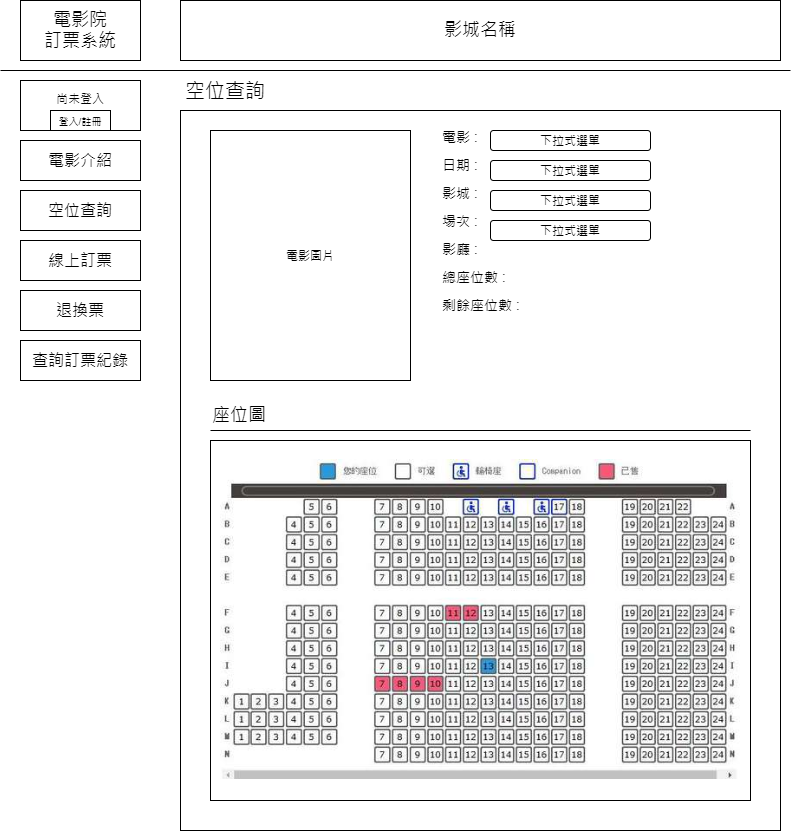 電影院
訂票系統
影城名稱
尚未登入
登入/註冊
電影介紹
空位查詢
線上訂票
退換票
查詢訂票紀錄
空位查詢
電影圖片
電影 : 下拉式選單
日期 : 下拉式選單
影城 : 下拉式選單
場次 : 下拉式選單
影廳 :
總座位數 :
剩餘座位數 :
座位圖
您的座位 可選 輪椅座 Companion 已售
A 5 6 7 8 9 10 17 18 19 20 21 22 A
B 4 5 6 7 8 9 10 11 12 13 14 15 16 17 18 19 20 21 22 23 24 B
C 4 5 6 7 8 9 10 11 12 13 14 15 16 17 18 19 20 21 22 23 24 C
D 4 5 6 7 8 9 10 11 12 13 14 15 16 17 18 19 20 21 22 23 24 D
E 4 5 6 7 8 9 10 11 12 13 14 15 16 17 18 19 20 21 22 23 24 E
F 4 5 6 7 8 9 10 11 12 13 14 15 16 17 18 19 20 21 22 23 24 F
G 4 5 6 7 8 9 10 11 12 13 14 15 16 17 18 19 20 21 22 23 24 G
H 4 5 6 7 8 9 10 11 12 13 14 15 16 17 18 19 20 21 22 23 24 H
I 4 5 6 7 8 9 10 11 12 13 14 15 16 17 18 19 20 21 22 23 24 I
J 4 5 6 7 8 9 10 11 12 13 14 15 16 17 18 19 20 21 22 23 24 J
K 1 2 3 4 5 6 7 8 9 10 11 12 13 14 15 16 17 18 19 20 21 22 23 24 K
L 1 2 3 4 5 6 7 8 9 10 11 12 13 14 15 16 17 18 19 20 21 22 23 24 L
M 1 2 3 4 5 6 7 8 9 10 11 12 13 14 15 16 17 18 19 20 21 22 23 24 M
N 7 8 9 10 11 12 13 14 15 16 17 18 19 20 21 22 23 24 N